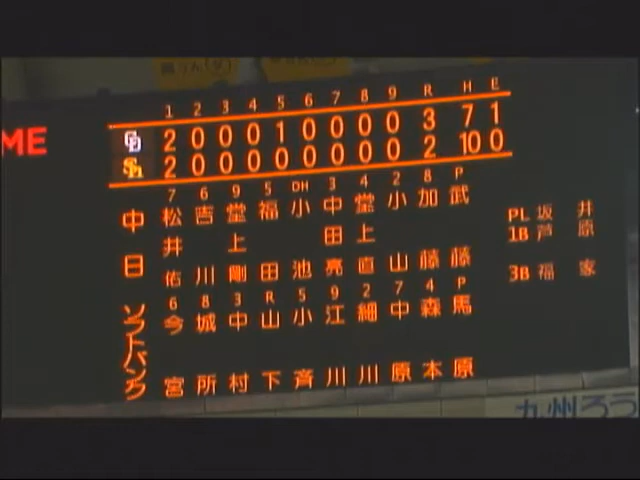 1 2 3 4 5 6 7 8 9 R H E
ME
CD 2 0 0 0 1 0 0 0 0 3 7 1
SH 2 0 0 0 0 0 0 0 0 2 10 0
7 6 9 5 DH 3 4 2 8 P
中日 松井佑 吉川 堂上剛 福田 小池 中田亮 堂上直 小山 加藤 武藤
PL 坂井
1B 芦原
3B 福家
6 8 3 R 5 9 2 7 4 P
ソフトバンク 今宮 城所 中村 山下 小斉 江川 細川 中原 森本 馬原
九州ろう